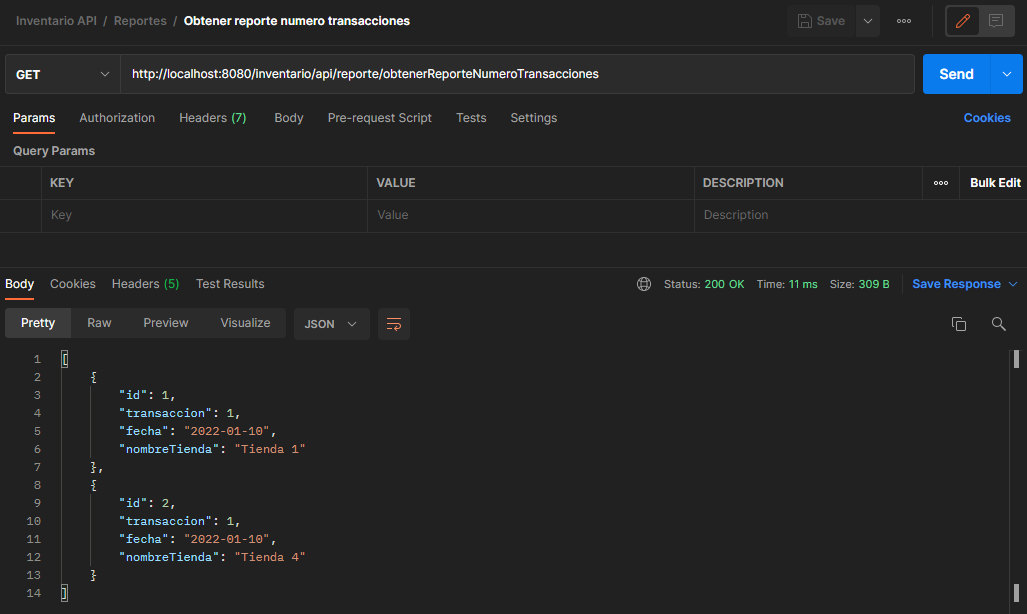 Inventario API / Reportes / Obtener reporte numero transacciones
Save
GET
http://localhost:8080/inventario/api/reporte/obtenerReporteNumeroTransacciones
Send
Params Authorization Headers (7) Body Pre-request Script Tests Settings Cookies
Query Params
KEY VALUE DESCRIPTION Bulk Edit
Key Value Description
Body Cookies Headers (5) Test Results Status: 200 OK Time: 11 ms Size: 309 B Save Response
Pretty Raw Preview Visualize JSON
1 [
2 {
3 "id": 1,
4 "transaccion": 1,
5 "fecha": "2022-01-10",
6 "nombreTienda": "Tienda 1"
7 },
8 {
9 "id": 2,
10 "transaccion": 1,
11 "fecha": "2022-01-10",
12 "nombreTienda": "Tienda 4"
13 }
14 ]